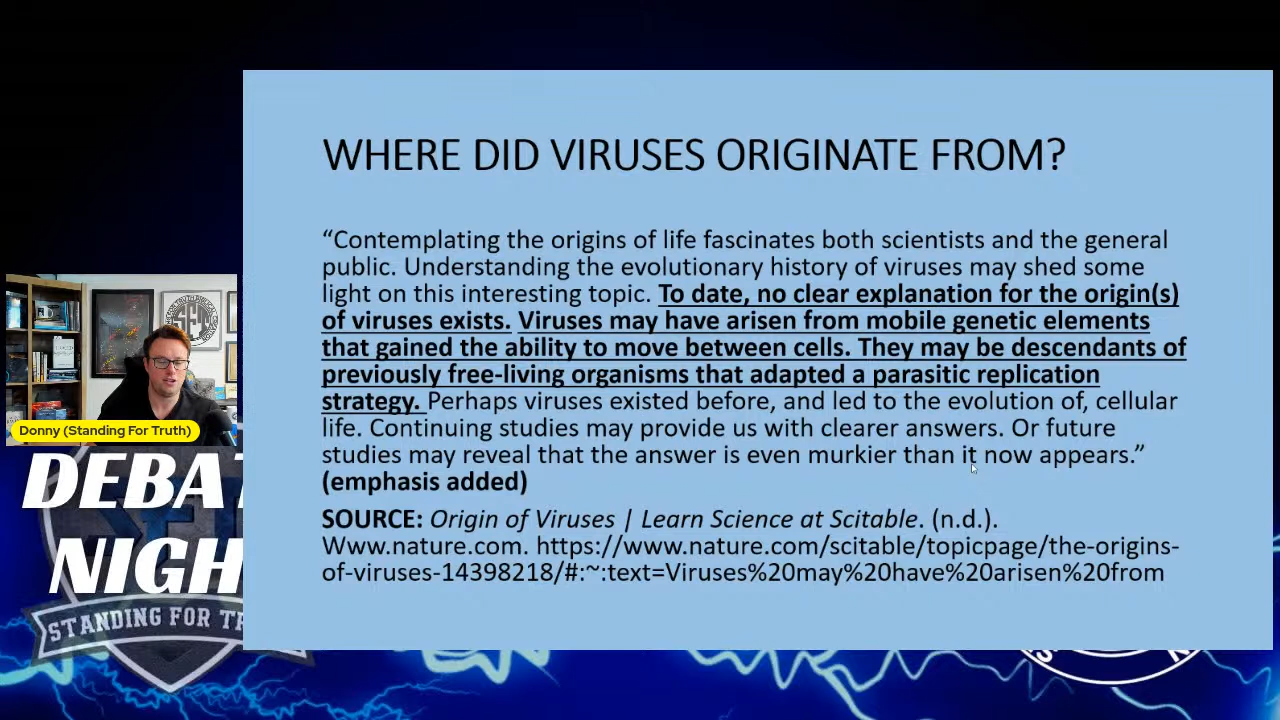 WHERE DID VIRUSES ORIGINATE FROM?
“Contemplating the origins of life fascinates both scientists and the general
public. Understanding the evolutionary history of viruses may shed some
light on this interesting topic. To date, no clear explanation for the origin(s)
of viruses exists. Viruses may have arisen from mobile genetic elements
that gained the ability to move between cells. They may be descendants of
previously free-living organisms that adapted a parasitic replication
strategy. Perhaps viruses existed before, and led to the evolution of, cellular
life. Continuing studies may provide us with clearer answers. Or future
studies may reveal that the answer is even murkier than it now appears.”
(emphasis added)
SOURCE: Origin of Viruses | Learn Science at Scitable. (n.d.).
Www.nature.com. https://www.nature.com/scitable/topicpage/the-origins-
of-viruses-14398218/#:~:text=Viruses%20may%20have%20arisen%20from
Donny (Standing For Truth)
DEBAT
NIGH
STANDING FOR TR